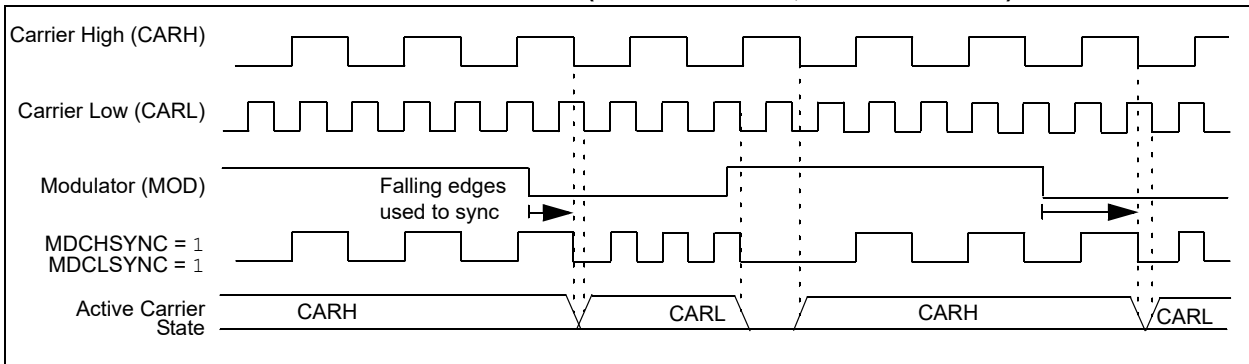 Carrier High (CARH)
Carrier Low (CARL)
Modulator (MOD)
Falling edges
used to sync
MDCHSYNC = 1
MDCLSYNC = 1
Active Carrier
State
CARH
CARL
CARH
CARL